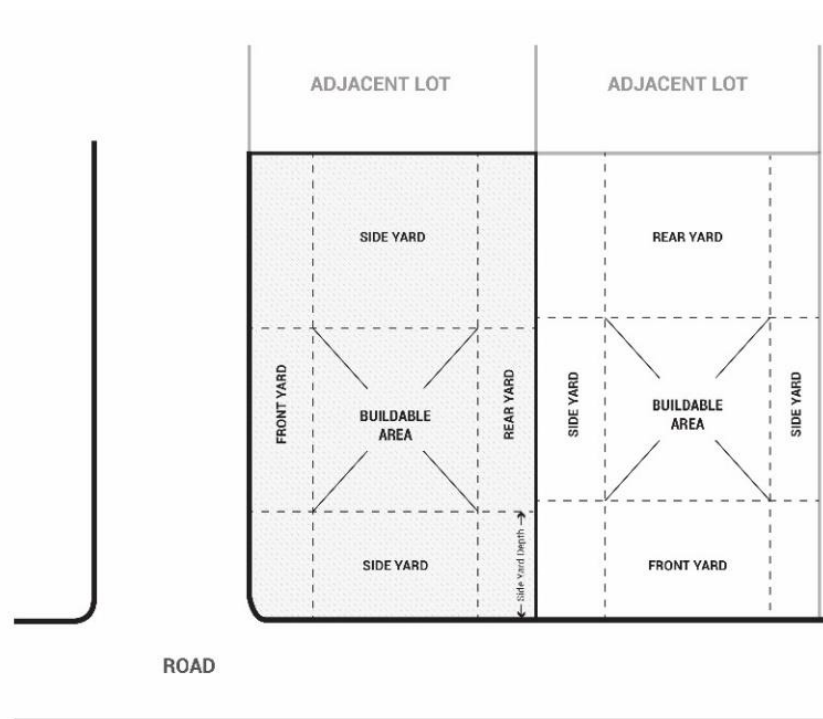 ADJACENT LOT
ADJACENT LOT
SIDE YARD
REAR YARD
FRONT YARD
BUILDABLE
AREA
REAR YARD
SIDE YARD
BUILDABLE
AREA
SIDE YARD
SIDE YARD
Side Yard Depth
FRONT YARD
ROAD